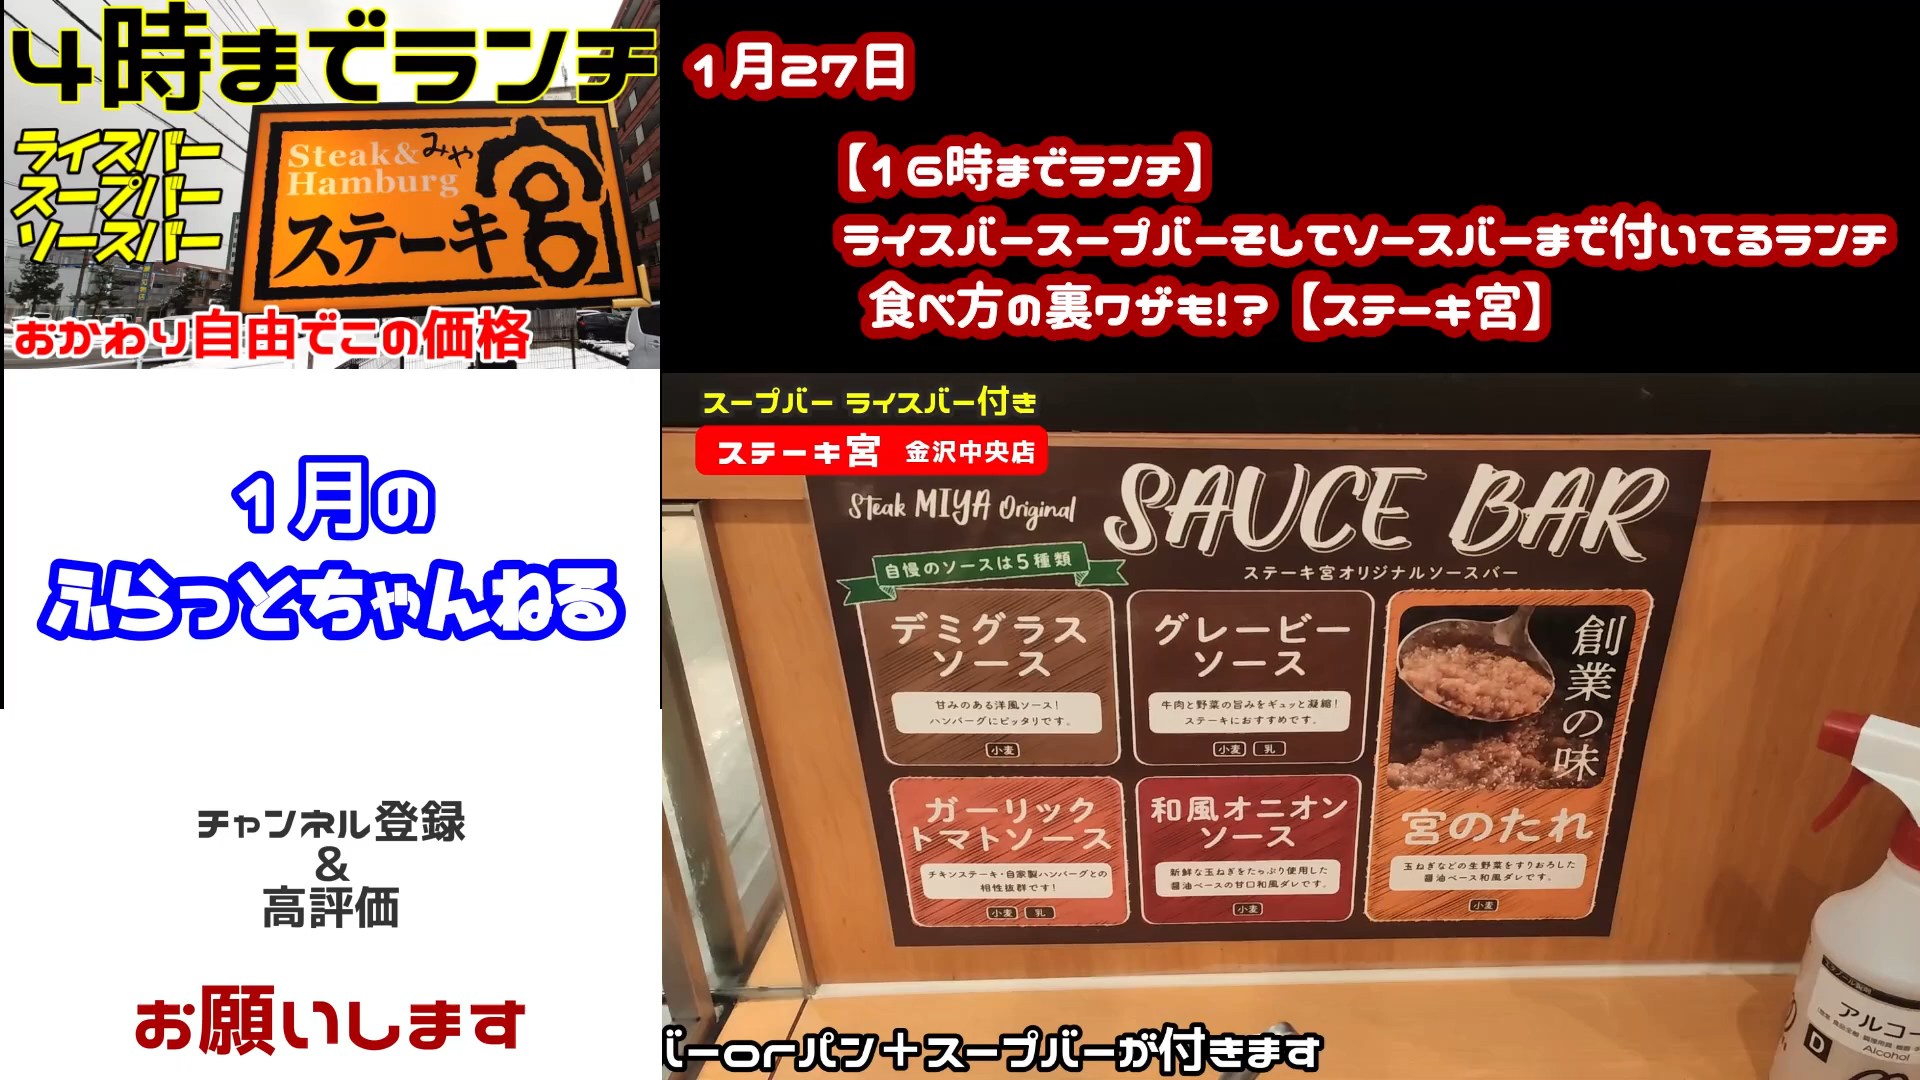 4時までランチ
ライスバー
スープバー
ソースバー
Steak&
Hamburg
みや
ステーキ宮
おかわり自由でこの価格
1月27日
【16時までランチ】
ライスバースープバーそしてソースバーまで付いてるランチ
食べ方の裏ワザも!?【ステーキ宮】
1月の
ふらっとちゃんねる
チャンネル登録
&
高評価
お願いします
スープバー ライスバー付き
ステーキ宮 金沢中央店
Steak MIYA Original
SAUCE BAR
自慢のソースは5種類
ステーキ宮オリジナルソースバー
デミグラス
ソース
甘みのある洋風ソース!
ハンバーグにピッタリです。
小麦
グレービー
ソース
牛肉と野菜の旨みをギュッと凝縮!
ステーキにおすすめです。
小麦 乳
創業の味
宮のたれ
玉ねぎなどの生野菜をすりおろした
醤油ベース和風ダレです。
小麦
ガーリック
トマトソース
チキンステーキ・自家製ハンバーグとの
相性抜群です!
小麦 乳
和風オニオン
ソース
新鮮な玉ねぎをたっぷり使用した
醤油ベースの甘口和風ダレです。
小麦
アルコー
Alcohol
D
バーorパン+スープバーが付きます